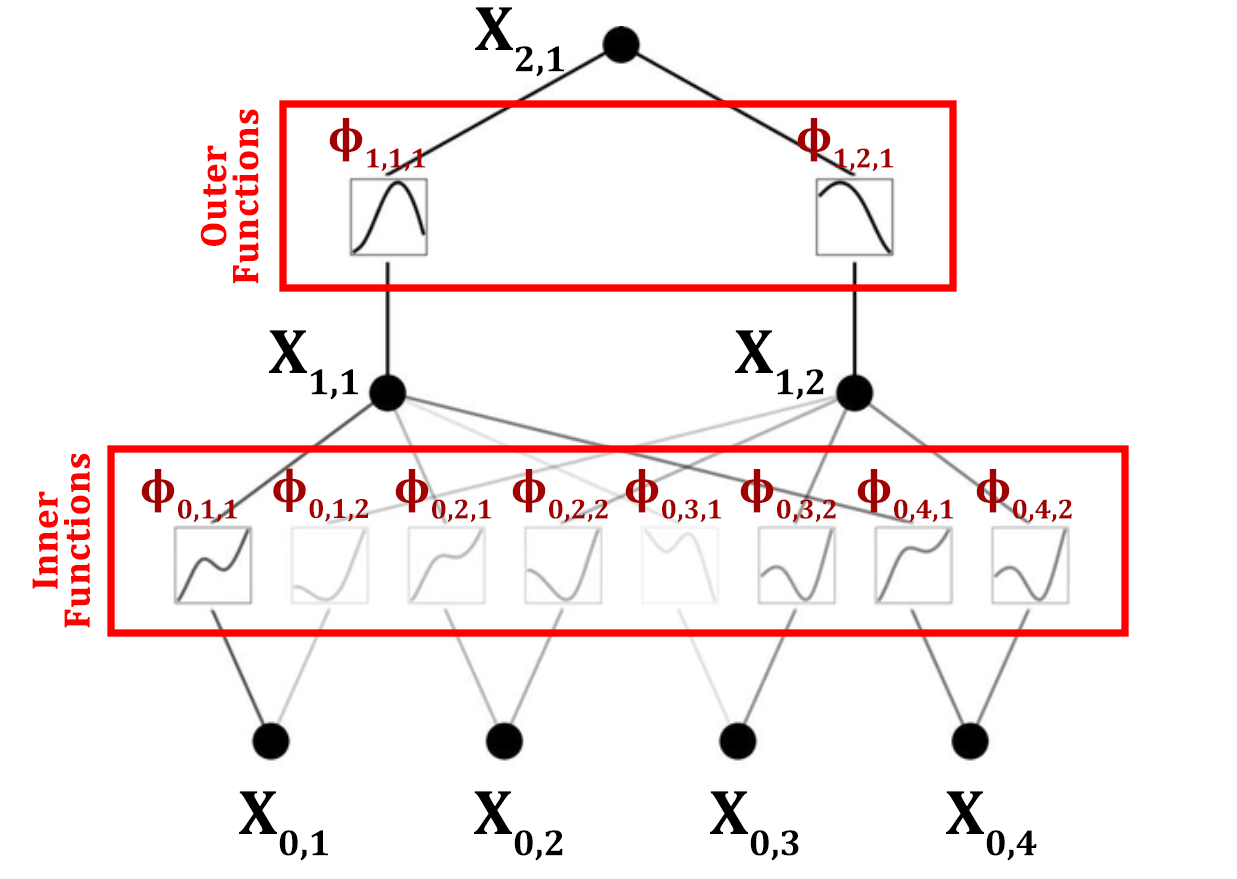 X2,1
Outer
Functions
ϕ1,1,1
ϕ1,2,1
X1,1
X1,2
Inner
Functions
ϕ0,1,1
ϕ0,1,2
ϕ0,2,1
ϕ0,2,2
ϕ0,3,1
ϕ0,3,2
ϕ0,4,1
ϕ0,4,2
X0,1
X0,2
X0,3
X0,4